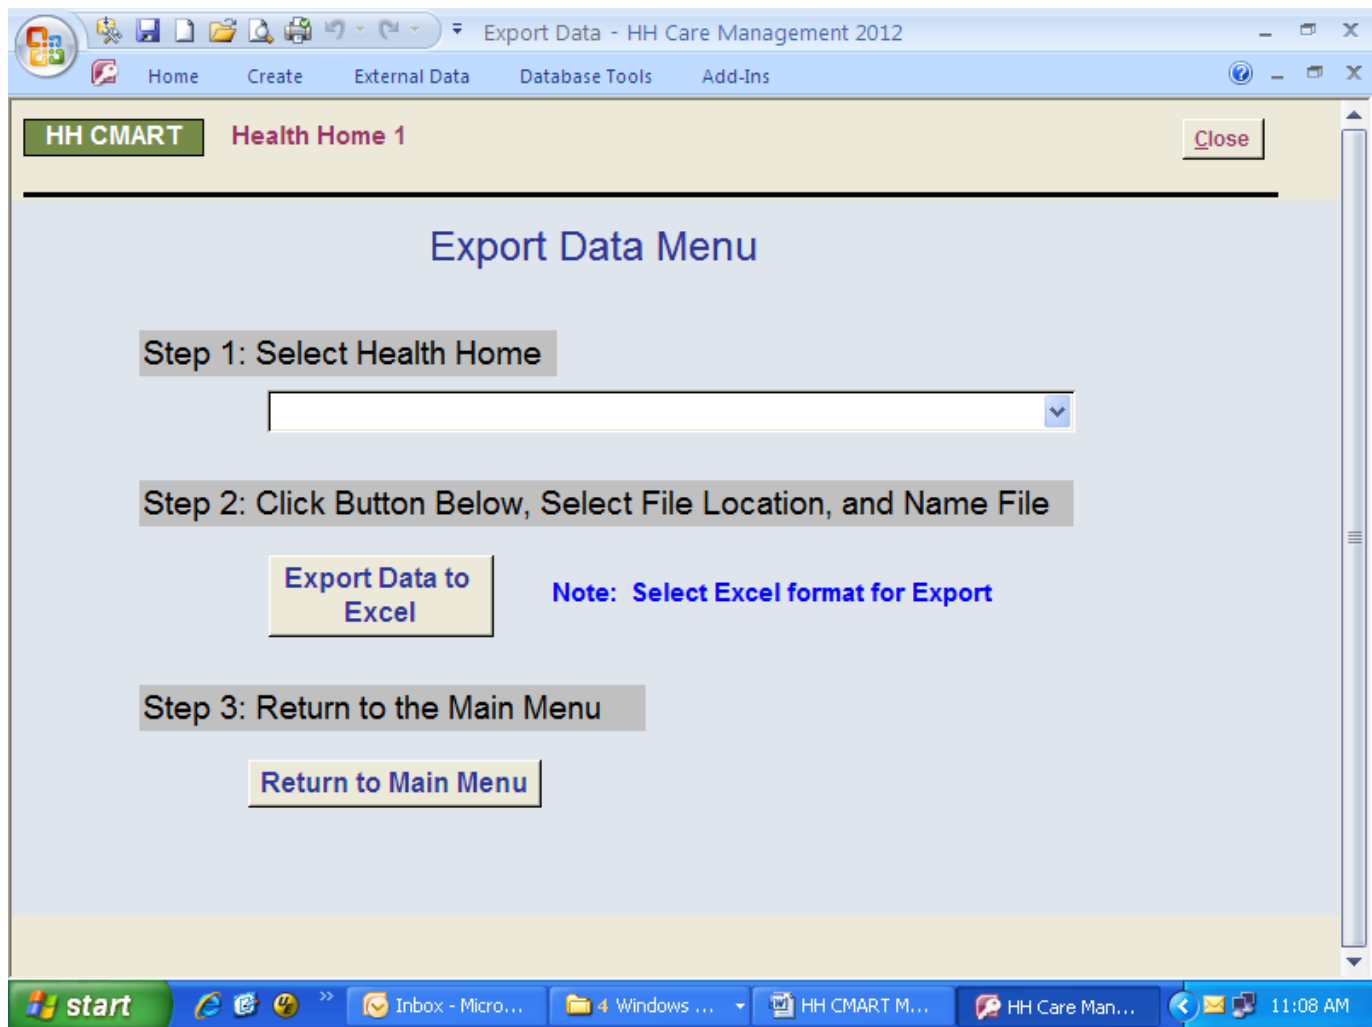 Export Data - HH Care Management 2012
Home Create External Data Database Tools Add-Ins
HH CMART Health Home 1 Close
Export Data Menu
Step 1: Select Health Home
Step 2: Click Button Below, Select File Location, and Name File
Export Data to
Excel
Note: Select Excel format for Export
Step 3: Return to the Main Menu
Return to Main Menu
start Inbox - Micro... 4 Windows ... HH CMART M... HH Care Man... 11:08 AM